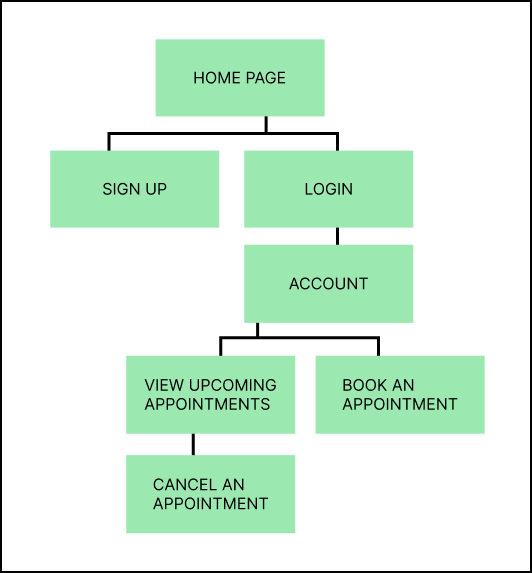 HOME PAGE
SIGN UP
LOGIN
ACCOUNT
VIEW UPCOMING
APPOINTMENTS
BOOK AN
APPOINTMENT
CANCEL AN
APPOINTMENT